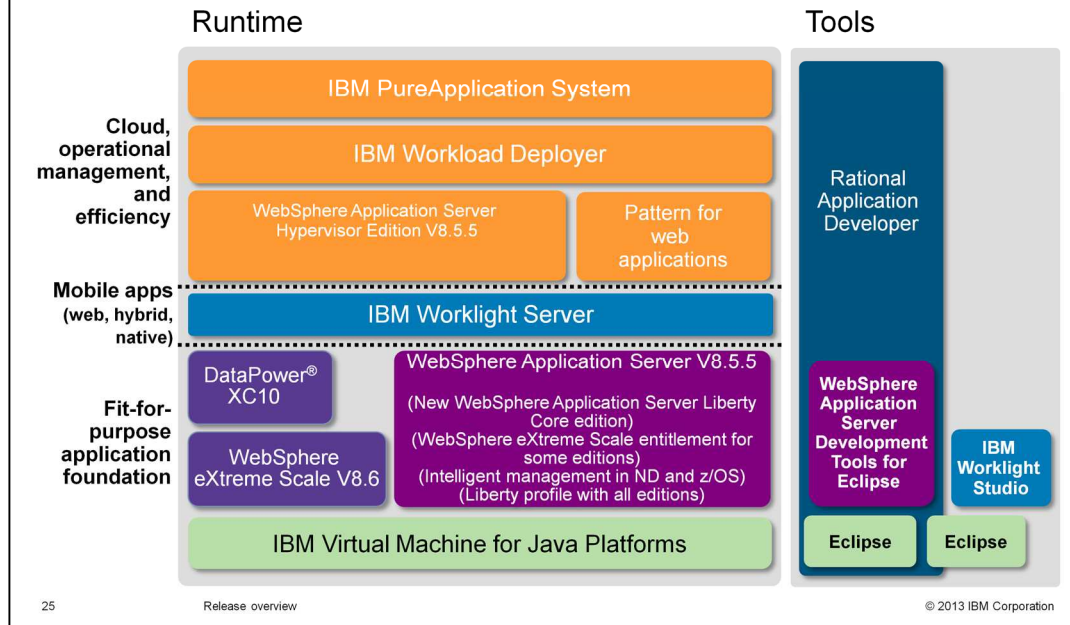 Runtime
Tools
Cloud,
operational
management,
and
efficiency
IBM PureApplication System
IBM Workload Deployer
WebSphere Application Server
Hypervisor Edition V8.5.5
Pattern for
web
applications
Mobile apps
(web, hybrid,
native)
IBM Worklight Server
Fit-for-
purpose
application
foundation
DataPower®
XC10
WebSphere
eXtreme Scale V8.6
WebSphere Application Server V8.5.5
(New WebSphere Application Server Liberty
Core edition)
(WebSphere eXtreme Scale entitlement for
some editions)
(Intelligent management in ND and z/OS)
(Liberty profile with all editions)
IBM Virtual Machine for Java Platforms
Rational
Application
Developer
WebSphere
Application
Server
Development
Tools for
Eclipse
IBM
Worklight
Studio
Eclipse
Eclipse
25
Release overview
© 2013 IBM Corporation